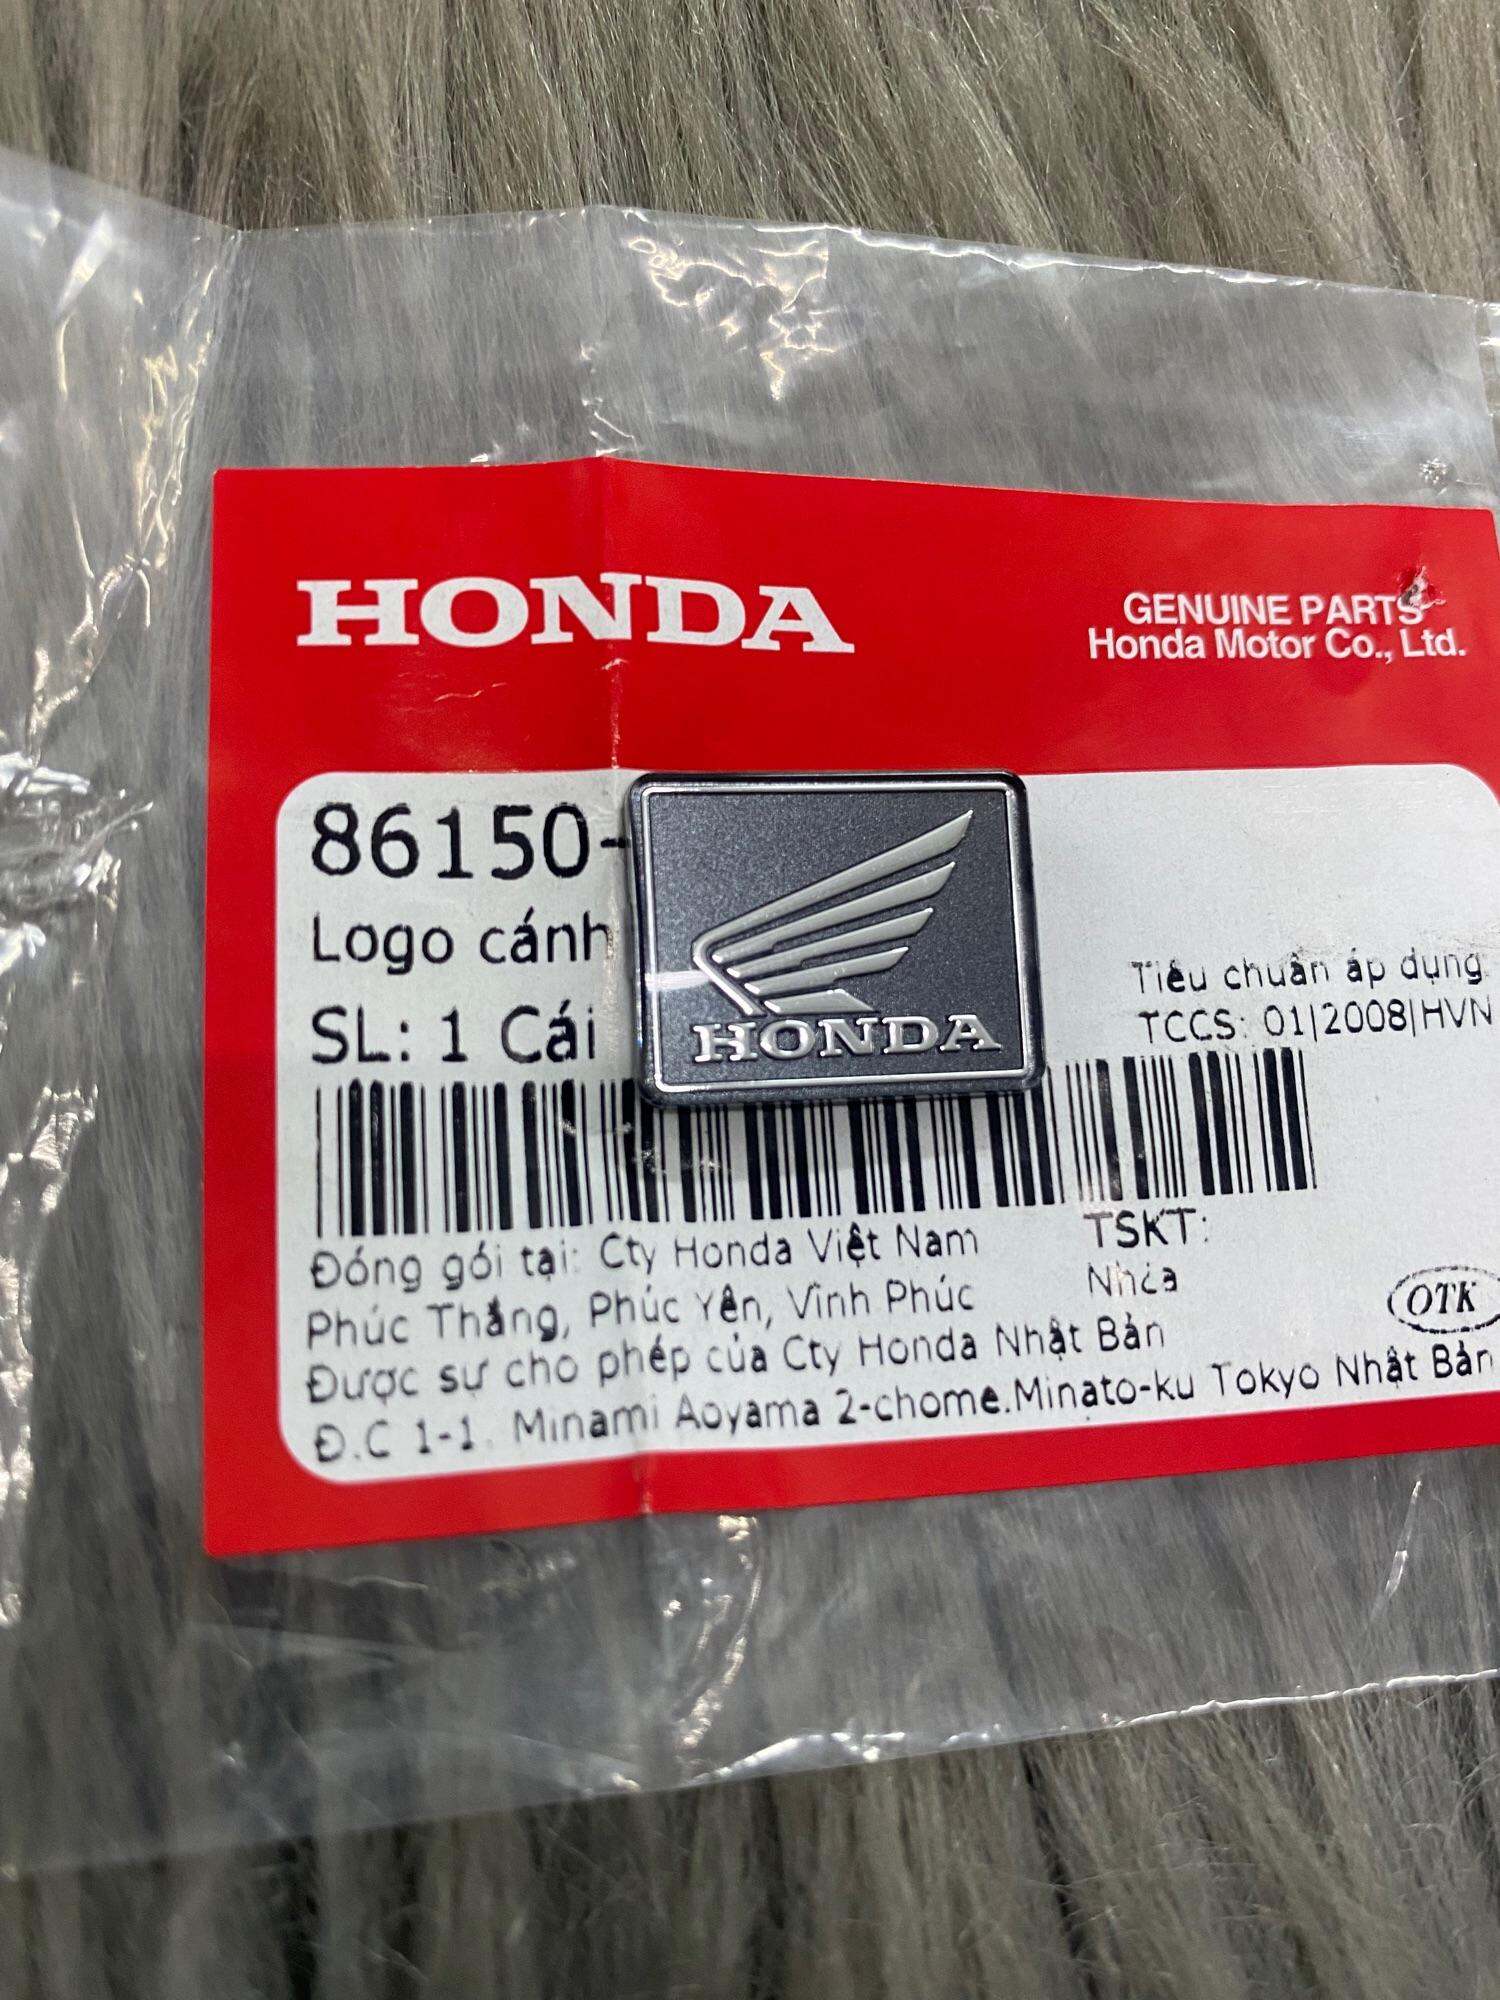 HONDA
GENUINE PARTS
Honda Motor Co., Ltd.
86150-
Logo cánh
SL: 1 Cái
HONDA
Tiêu chuẩn áp dụng
TCCS: 01|2008|HVN
Đóng gói tại: Cty Honda Việt Nam
Phúc Thắng, Phúc Yên, Vĩnh Phúc
Được sự cho phép của Cty Honda Nhật Bản
Đ.C 1-1. Minami Aoyama 2-chome.Minato-ku Tokyo Nhật Bản
TSKT:
Nhựa
OTK